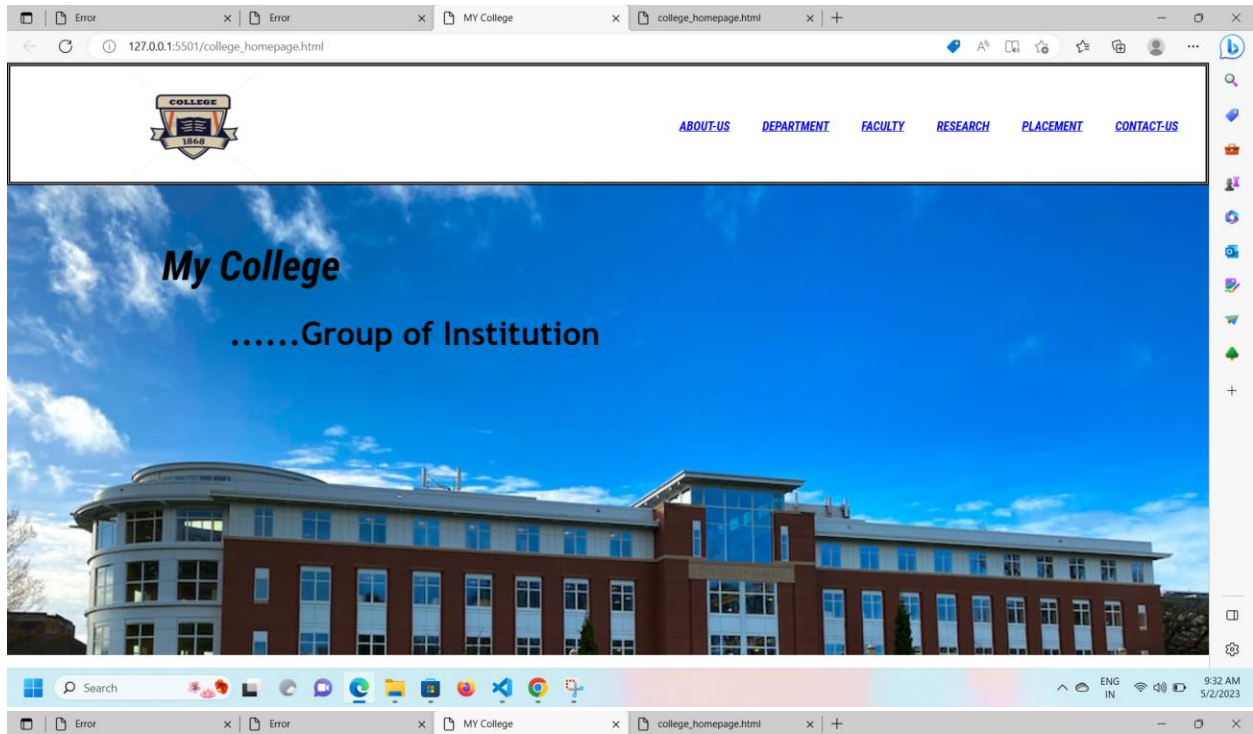 Error
Error
MY College
college_homepage.html
127.0.0.1:5501/college_homepage.html
COLLEGE
1868
ABOUT-US DEPARTMENT FACULTY RESEARCH PLACEMENT CONTACT-US
My College
......Group of Institution
Search
ENG
IN
9:32 AM
5/2/2023
Error
Error
MY College
college_homepage.html